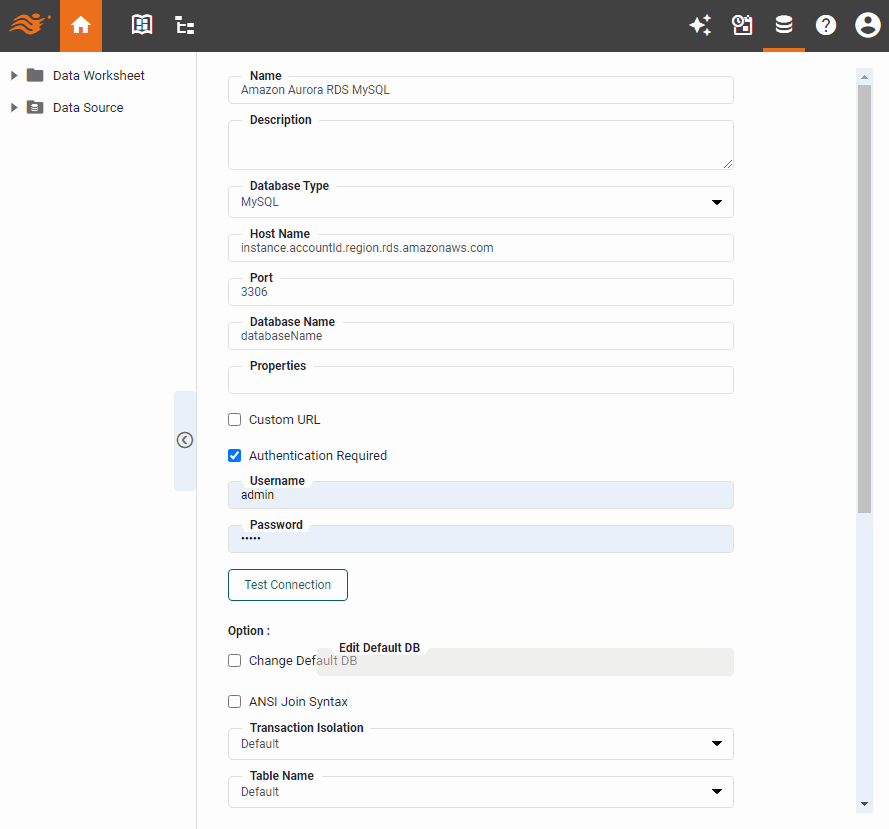 Data Worksheet
Data Source
Name
Amazon Aurora RDS MySQL
Description
Database Type
MySQL
Host Name
instance.accountId.region.rds.amazonaws.com
Port
3306
Database Name
databaseName
Properties
Custom URL
Authentication Required
Username
admin
Password
•••••
Test Connection
Option :
Edit Default DB
Change Default DB
ANSI Join Syntax
Transaction Isolation
Default
Table Name
Default